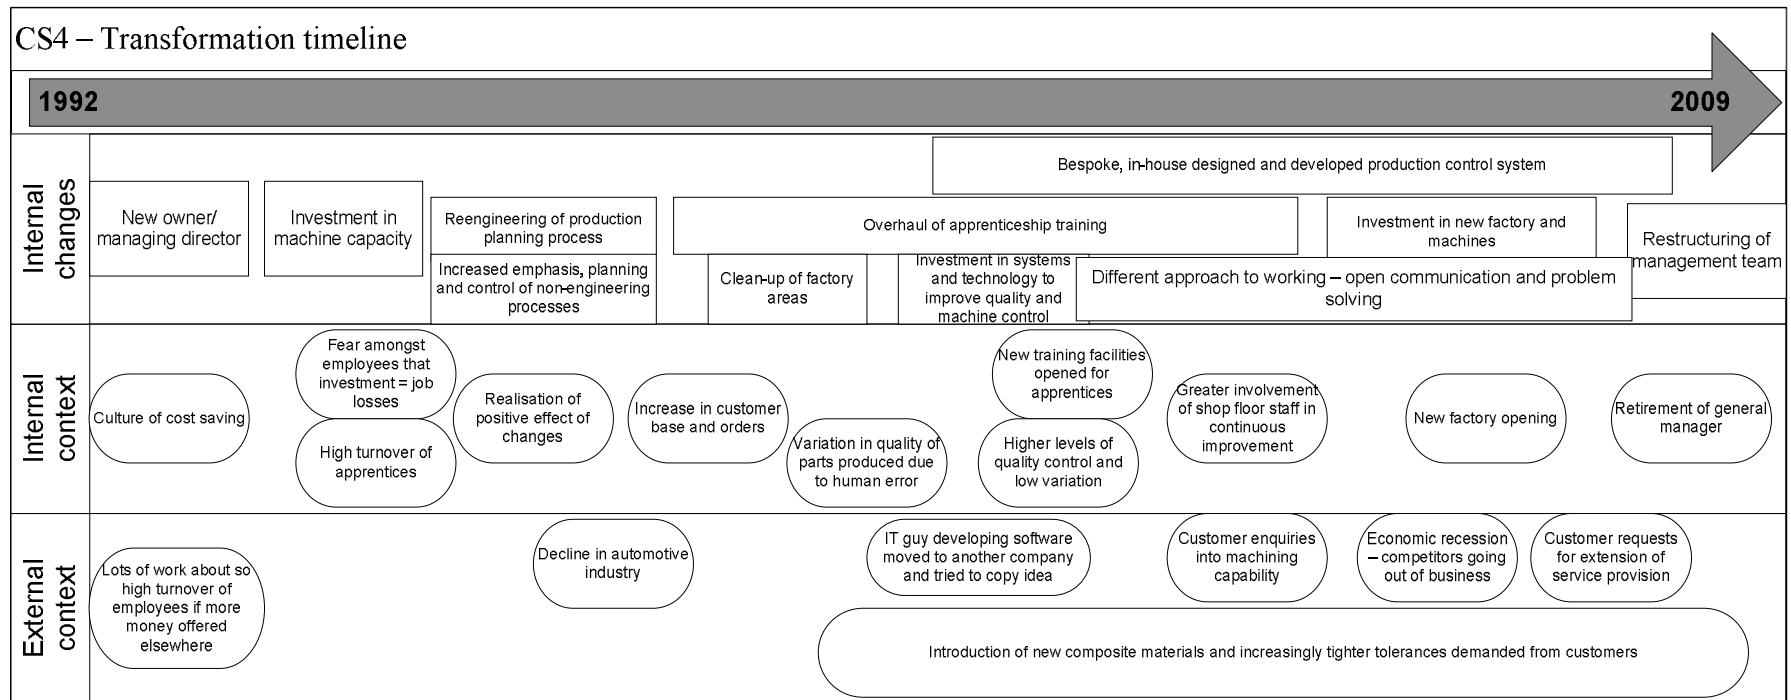 CS4 – Transformation timeline
1992
2009
Internal
changes
Bespoke, in-house designed and developed production control system
New owner/
managing director
Investment in
machine capacity
Reengineering of production
planning process
Increased emphasis, planning
and control of non-engineering
processes
Overhaul of apprenticeship training
Clean-up of factory
areas
Investment in systems
and technology to
improve quality and
machine control
Investment in new factory and
machines
Different approach to working – open communication and problem
solving
Restructuring of
management team
Internal
context
Culture of cost saving
Fear amongst
employees that
investment = job
losses
High turnover of
apprentices
Realisation of
positive effect of
changes
Increase in customer
base and orders
Variation in quality of
parts produced due
to human error
New training facilities
opened for
apprentices
Higher levels of
quality control and
low variation
Greater involvement
of shop floor staff in
continuous
improvement
New factory opening
Retirement of general
manager
External
context
Lots of work about so
high turnover of
employees if more
money offered
elsewhere
Decline in automotive
industry
IT guy developing software
moved to another company
and tried to copy idea
Customer enquiries
into machining
capability
Economic recession
– competitors going
out of business
Customer requests
for extension of
service provision
Introduction of new composite materials and increasingly tighter tolerances demanded from customers